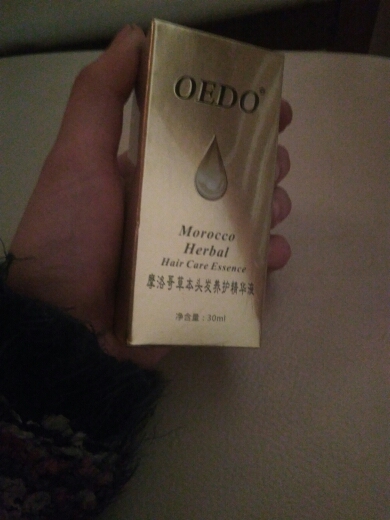 OEDO®
Morocco
Herbal
Hair Care Essence
摩洛哥草本头发养护精华液
净含量：30ml